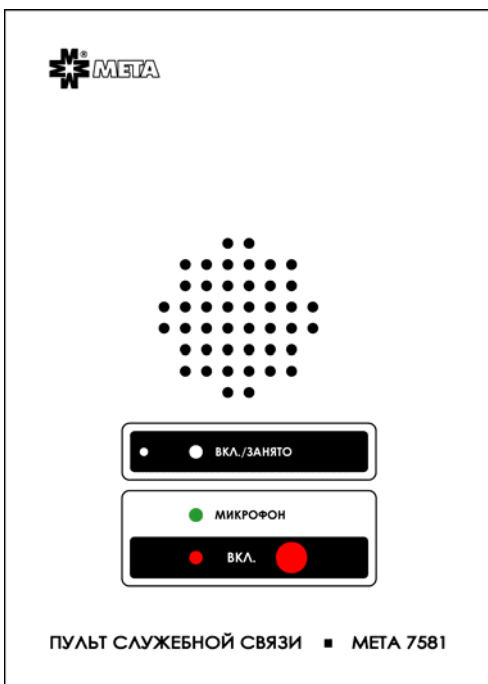 МЕТА®
ВКЛ./ЗАНЯТО
МИКРОФОН
ВКЛ.
ПУЛЬТ СЛУЖЕБНОЙ СВЯЗИ ■ МЕТА 7581